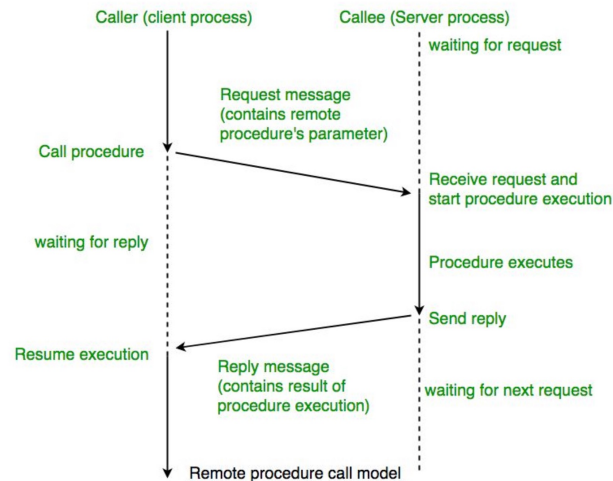 Caller (client process)
Callee (Server process)
waiting for request
Request message
(contains remote
procedure's parameter)
Call procedure
Receive request and
start procedure execution
waiting for reply
Procedure executes
Send reply
Resume execution
Reply message
(contains result of
procedure execution)
waiting for next request
Remote procedure call model